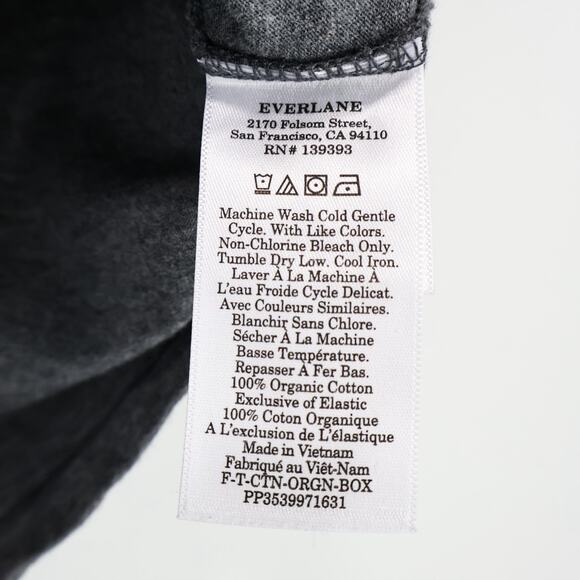 EVERLANE
2170 Folsom Street,
San Francisco, CA 94110
RN# 139393
Machine Wash Cold Gentle
Cycle. With Like Colors.
Non-Chlorine Bleach Only.
Tumble Dry Low. Cool Iron.
Laver À La Machine À
L'eau Froide Cycle Delicat.
Avec Couleurs Similaires.
Blanchir Sans Chlore.
Sécher À La Machine
Basse Température.
Repasser À Fer Bas.
100% Organic Cotton
Exclusive of Elastic
100% Coton Organique
A L'exclusion de L'élastique
Made in Vietnam
Fabriqué au Viêt-Nam
F-T-CTN-ORGN-BOX
PP3539971631